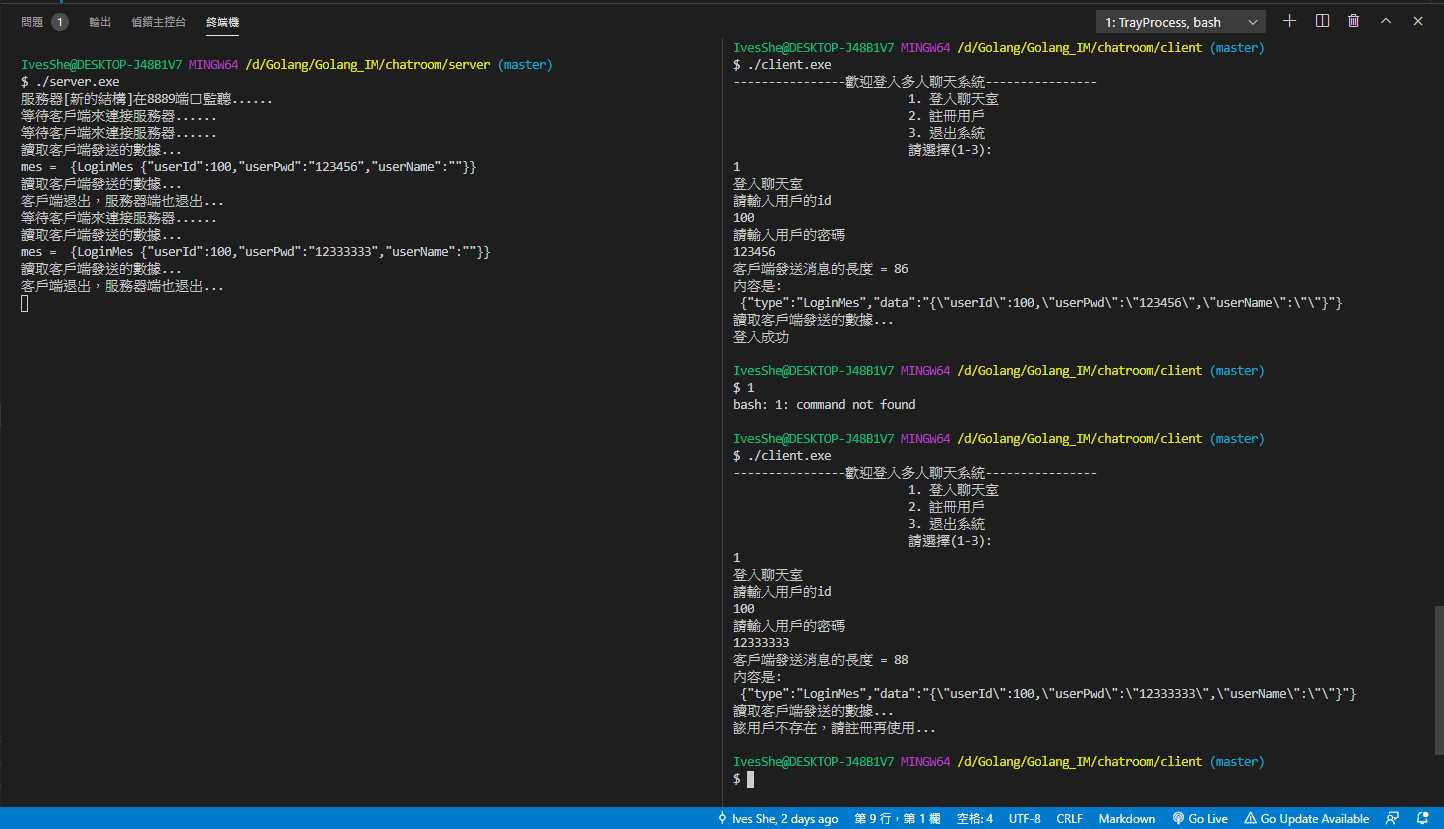 問題 1 輸出 偵錯主控台 終端機
1: TrayProcess, bash
IvesShe@DESKTOP-J48B1V7 MINGW64 /d/Golang/Golang_IM/chatroom/server (master)
$ ./server.exe
服務器[新的結構]在8889端口監聽......
等待客戶端來連接服務器......
等待客戶端來連接服務器......
讀取客戶端發送的數據...
mes =  {LoginMes {"userId":100,"userPwd":"123456","userName":""}}
讀取客戶端發送的數據...
客戶端退出，服務器端也退出...
等待客戶端來連接服務器......
讀取客戶端發送的數據...
mes =  {LoginMes {"userId":100,"userPwd":"12333333","userName":""}}
讀取客戶端發送的數據...
客戶端退出，服務器端也退出...
IvesShe@DESKTOP-J48B1V7 MINGW64 /d/Golang/Golang_IM/chatroom/client (master)
$ ./client.exe
----------------歡迎登入多人聊天系統----------------
1. 登入聊天室
2. 註冊用戶
3. 退出系統
請選擇(1-3):
1
登入聊天室
請輸入用戶的id
100
請輸入用戶的密碼
123456
客戶端發送消息的長度 = 86
內容是:
{"type":"LoginMes","data":"{\"userId\":100,\"userPwd\":\"123456\",\"userName\":\"\"}"}
讀取客戶端發送的數據...
登入成功
IvesShe@DESKTOP-J48B1V7 MINGW64 /d/Golang/Golang_IM/chatroom/client (master)
$ 1
bash: 1: command not found
IvesShe@DESKTOP-J48B1V7 MINGW64 /d/Golang/Golang_IM/chatroom/client (master)
$ ./client.exe
----------------歡迎登入多人聊天系統----------------
1. 登入聊天室
2. 註冊用戶
3. 退出系統
請選擇(1-3):
1
登入聊天室
請輸入用戶的id
100
請輸入用戶的密碼
12333333
客戶端發送消息的長度 = 88
內容是:
{"type":"LoginMes","data":"{\"userId\":100,\"userPwd\":\"12333333\",\"userName\":\"\"}"}
讀取客戶端發送的數據...
該用戶不存在，請註冊再使用...
IvesShe@DESKTOP-J48B1V7 MINGW64 /d/Golang/Golang_IM/chatroom/client (master)
$
Ives She, 2 days ago 第 9 行，第 1 欄 空格: 4 UTF-8 CRLF Markdown Go Live Go Update Available